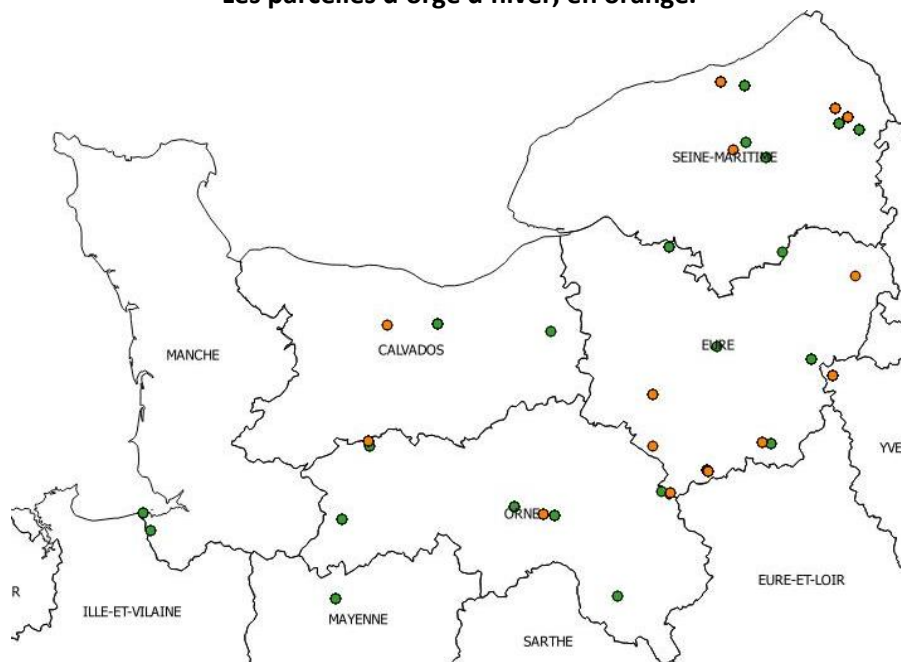 Les parcelles d'orge d'hiver, en orange.
SEINE-MARITIME
MANCHE
CALVADOS
EURE
YVE
ORNE
EURE-ET-LOIR
R
ILLE-ET-VILAINE
MAYENNE
SARTHE